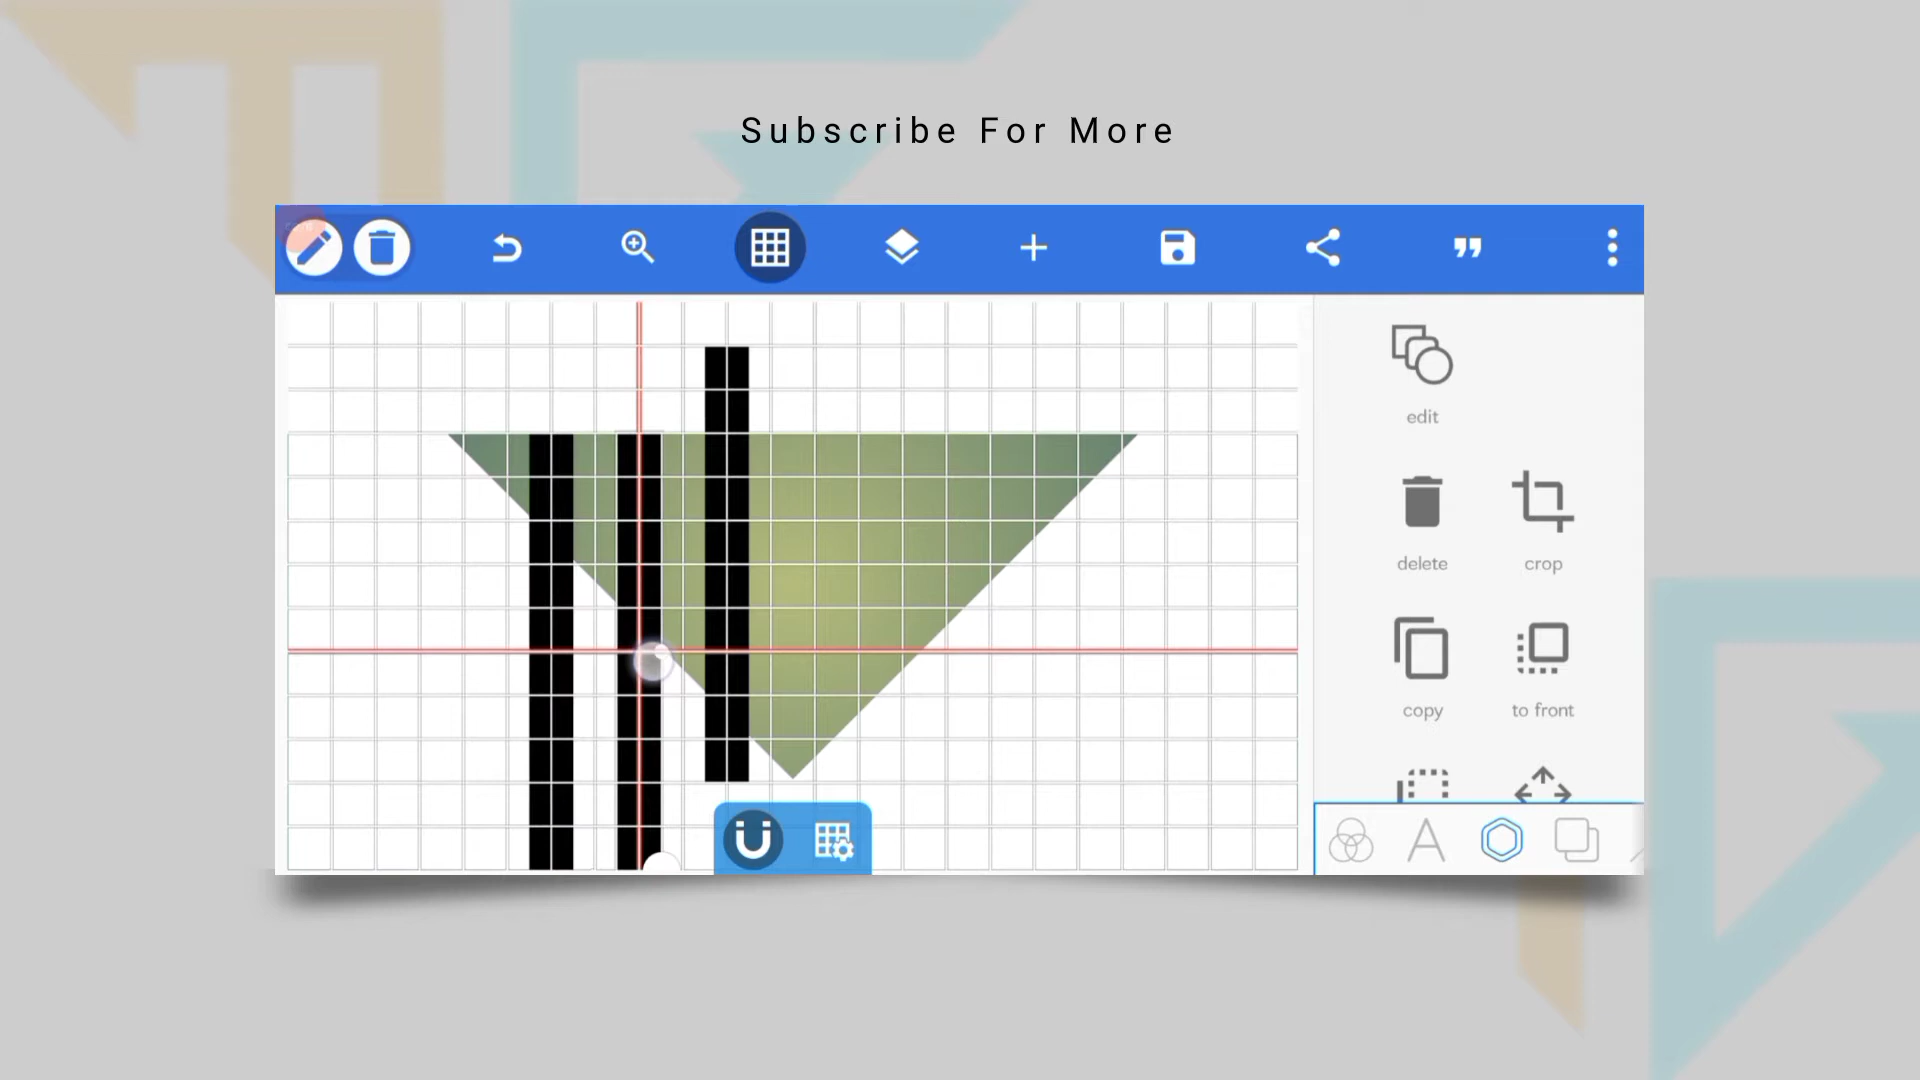 Subscribe For More
edit
delete
crop
copy
to front